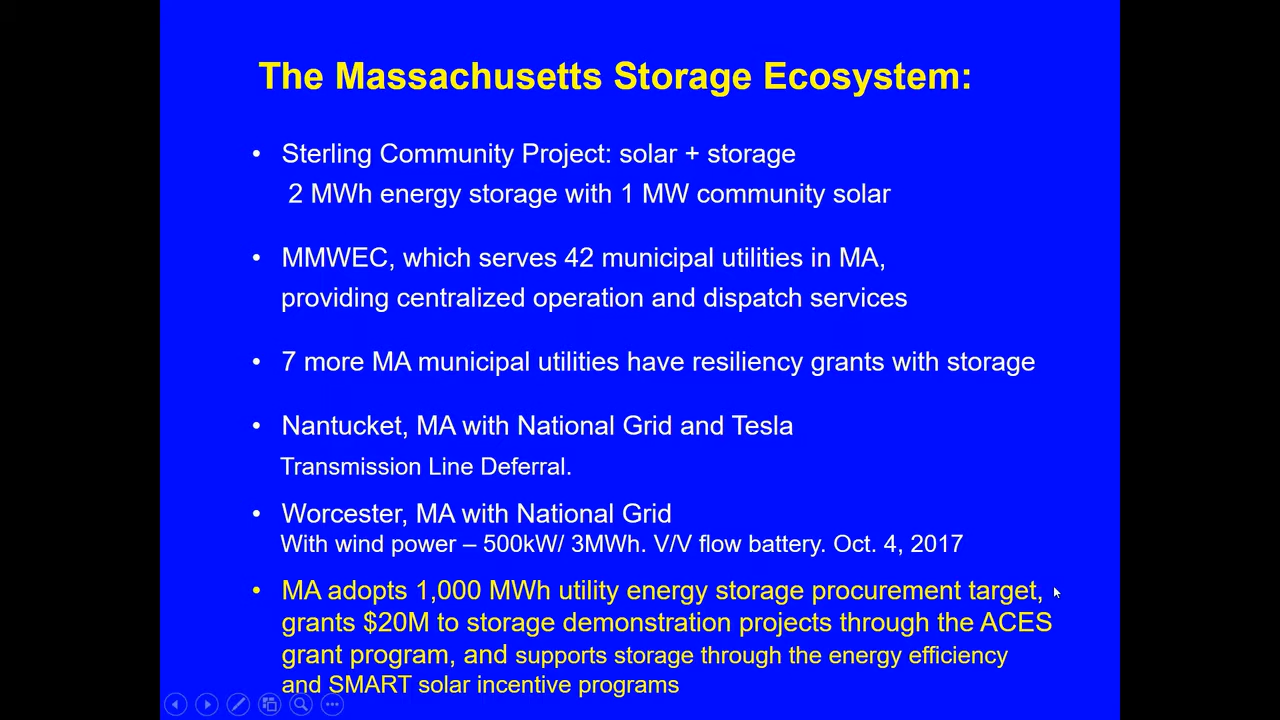 The Massachusetts Storage Ecosystem:
• Sterling Community Project: solar + storage
2 MWh energy storage with 1 MW community solar
• MMWEC, which serves 42 municipal utilities in MA,
providing centralized operation and dispatch services
• 7 more MA municipal utilities have resiliency grants with storage
• Nantucket, MA with National Grid and Tesla
Transmission Line Deferral.
• Worcester, MA with National Grid
With wind power – 500kW/ 3MWh. V/V flow battery. Oct. 4, 2017
• MA adopts 1,000 MWh utility energy storage procurement target,
grants $20M to storage demonstration projects through the ACES
grant program, and supports storage through the energy efficiency
and SMART solar incentive programs